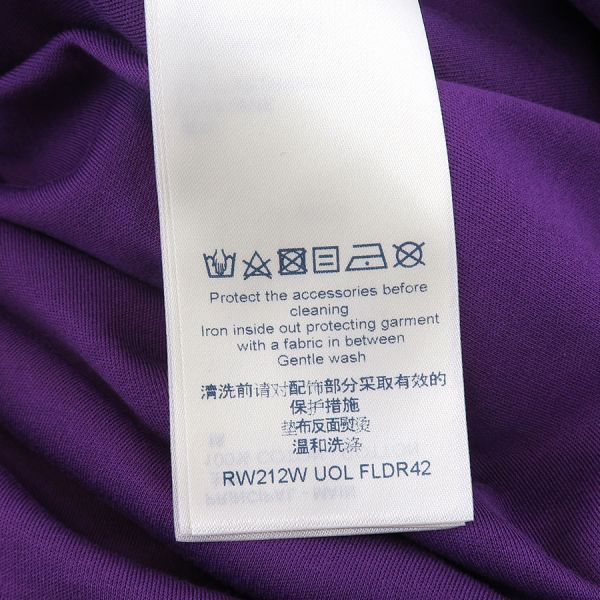 Protect the accessories before
cleaning
Iron inside out protecting garment
with a fabric in between
Gentle wash
清洗前请对配饰部分采取有效的
保护措施
垫布反面熨烫
温和洗涤
RW212W UOL FLDR42